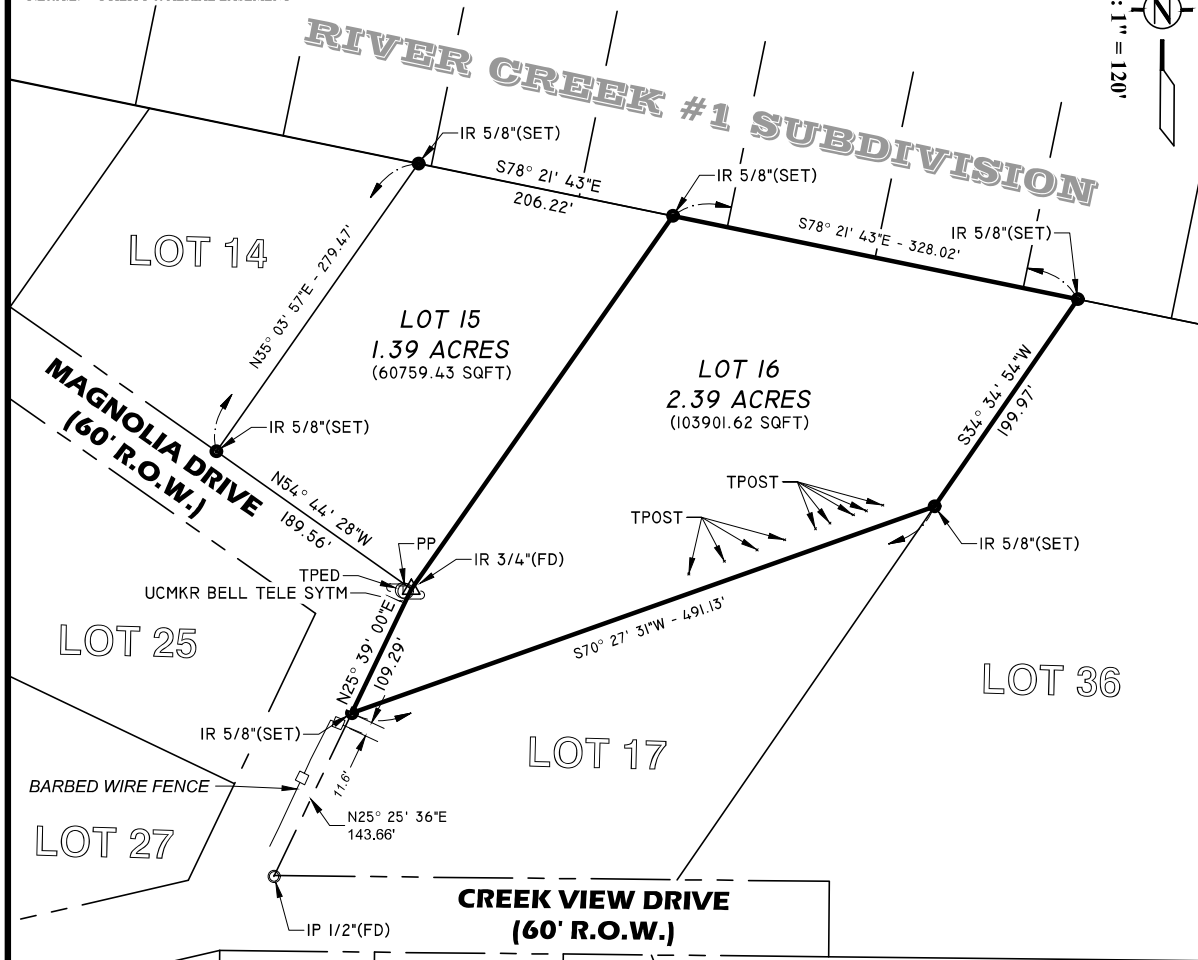 N
: 1" = 120'
RIVER CREEK #1 SUBDIVISION
IR 5/8"(SET)
S78° 21' 43"E
206.22'
IR 5/8"(SET)
S78° 21' 43"E - 328.02'
IR 5/8"(SET)
LOT 14
N35° 03' 57"E - 279.47'
LOT 15
1.39 ACRES
(60759.43 SQFT)
LOT 16
2.39 ACRES
(103901.62 SQFT)
S34° 34' 54"W
199.97'
MAGNOLIA DRIVE
(60' R.O.W.)
IR 5/8"(SET)
N54° 44' 28"W
189.56'
TPOST
TPOST
PP
IR 3/4"(FD)
TPED
UCMKR BELL TELE SYTM
IR 5/8"(SET)
N25° 39' 00"E
109.29'
S70° 27' 31"W - 491.13'
LOT 25
LOT 36
IR 5/8"(SET)
LOT 17
BARBED WIRE FENCE
11.6'
N25° 25' 36"E
143.66'
LOT 27
CREEK VIEW DRIVE
(60' R.O.W.)
IP 1/2"(FD)